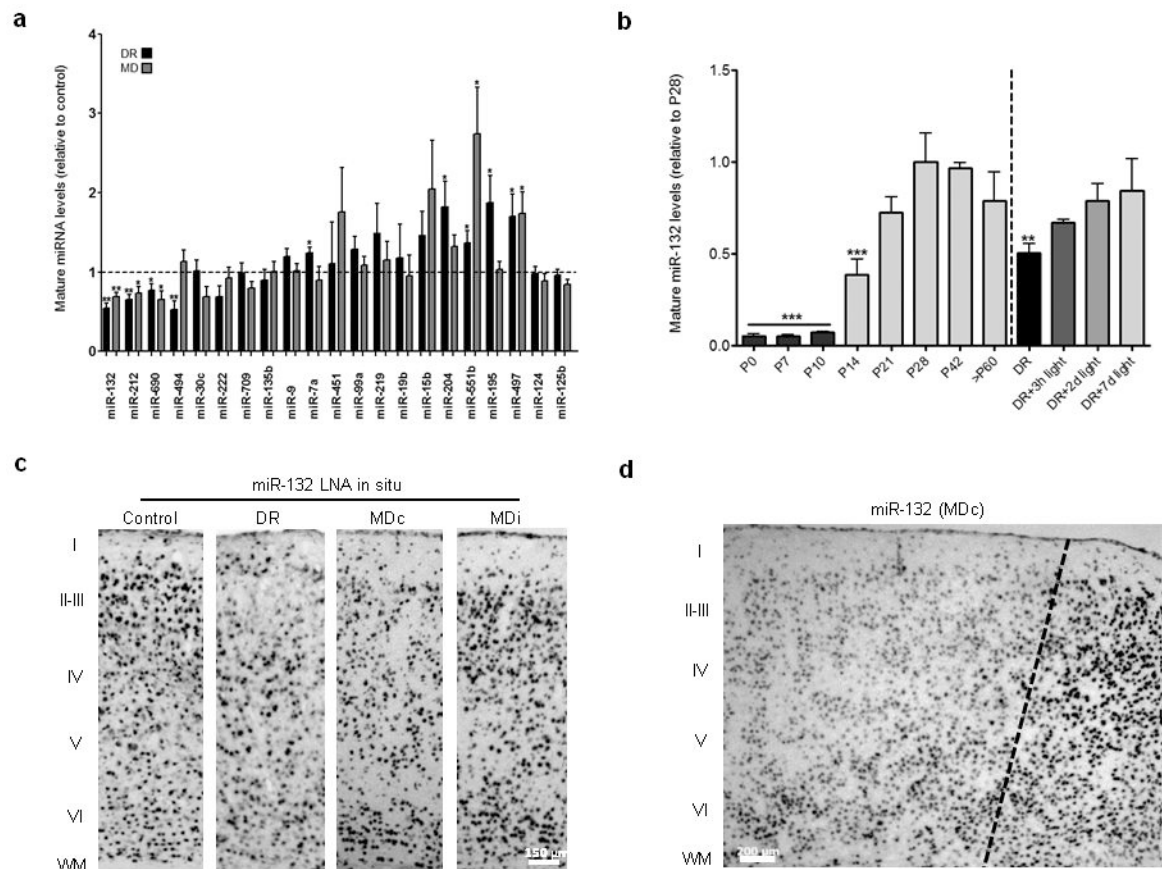 a
Mature miRNA levels (relative to control)
4
3
2
1
0
DR
MD
** ** ** * * * ** * * * * * * *
miR-132
miR-212
miR-690
miR-494
miR-30c
miR-222
miR-709
miR-135b
miR-9
miR-7a
miR-451
miR-99a
miR-219
miR-19b
miR-15b
miR-204
miR-551b
miR-195
miR-497
miR-124
miR-125b
b
Mature miR-132 levels (relative to P28)
1.5
1.0
0.5
0.0
***
***
**
P0
P7
P10
P14
P21
P28
P42
>P60
DR
DR+3h light
DR+2d light
DR+7d light
c
miR-132 LNA in situ
Control DR MDc MDi
I
II-III
IV
V
VI
WM
150 µm
d
miR-132 (MDc)
I
II-III
IV
V
VI
WM
200 µm